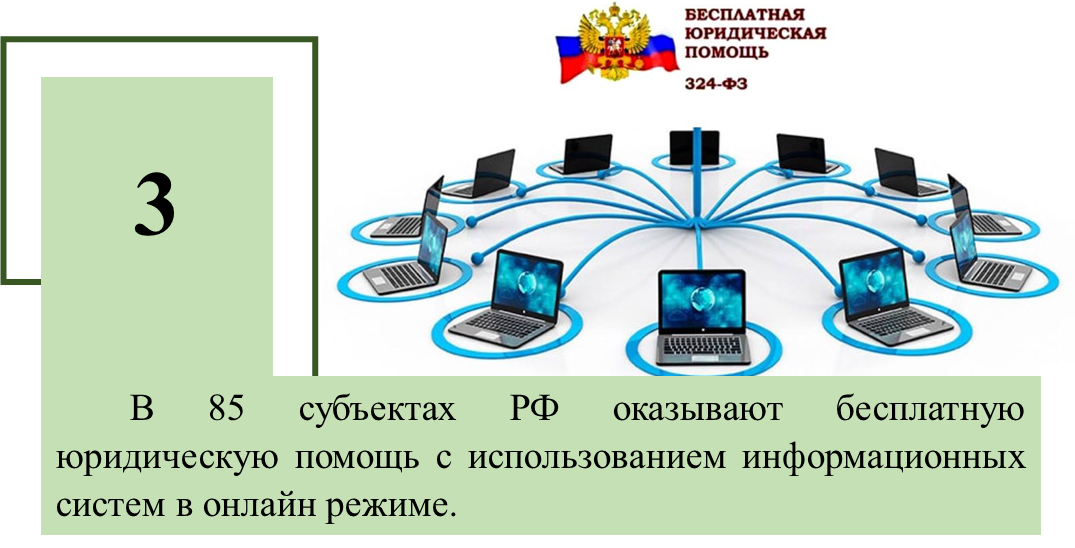 БЕСПЛАТНАЯ
ЮРИДИЧЕСКАЯ
ПОМОЩЬ
324-ФЗ
3
В 85 субъектах РФ оказывают бесплатную
юридическую помощь с использованием информационных
систем в онлайн режиме.